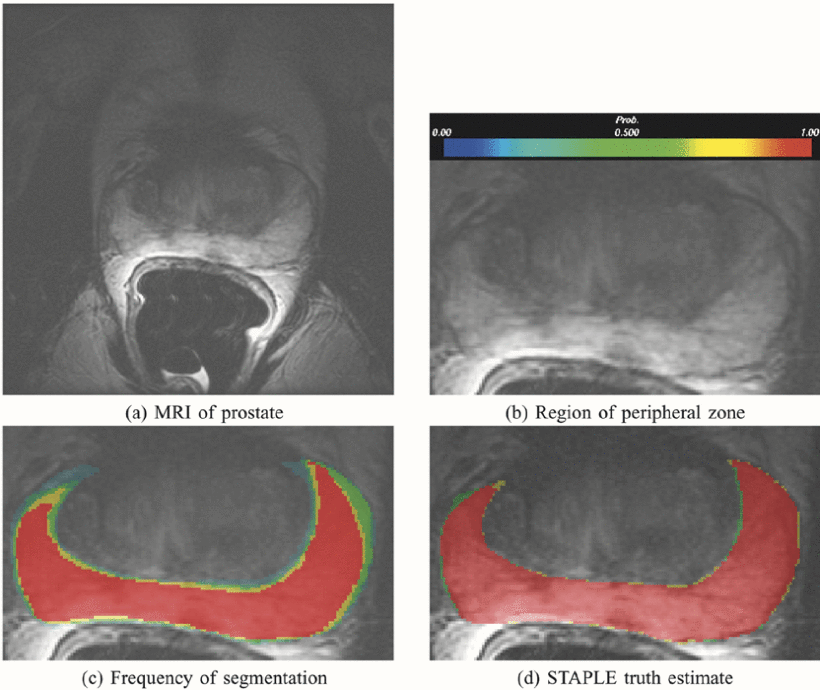 Prob.
0.00 0.500 1.00
(a) MRI of prostate
(b) Region of peripheral zone
(c) Frequency of segmentation
(d) STAPLE truth estimate